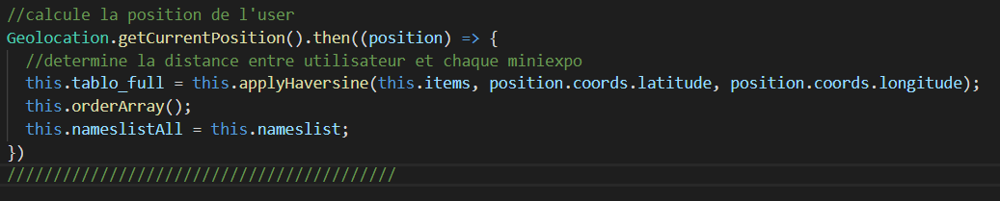 //calcule la position de l'user
Geolocation.getCurrentPosition().then((position) => {
//determine la distance entre utilisateur et chaque miniexpo
this.tablo_full = this.applyHaversine(this.items, position.coords.latitude, position.coords.longitude);
this.orderArray();
this.nameslistAll = this.nameslist;
})
//////////////////////////////////////////